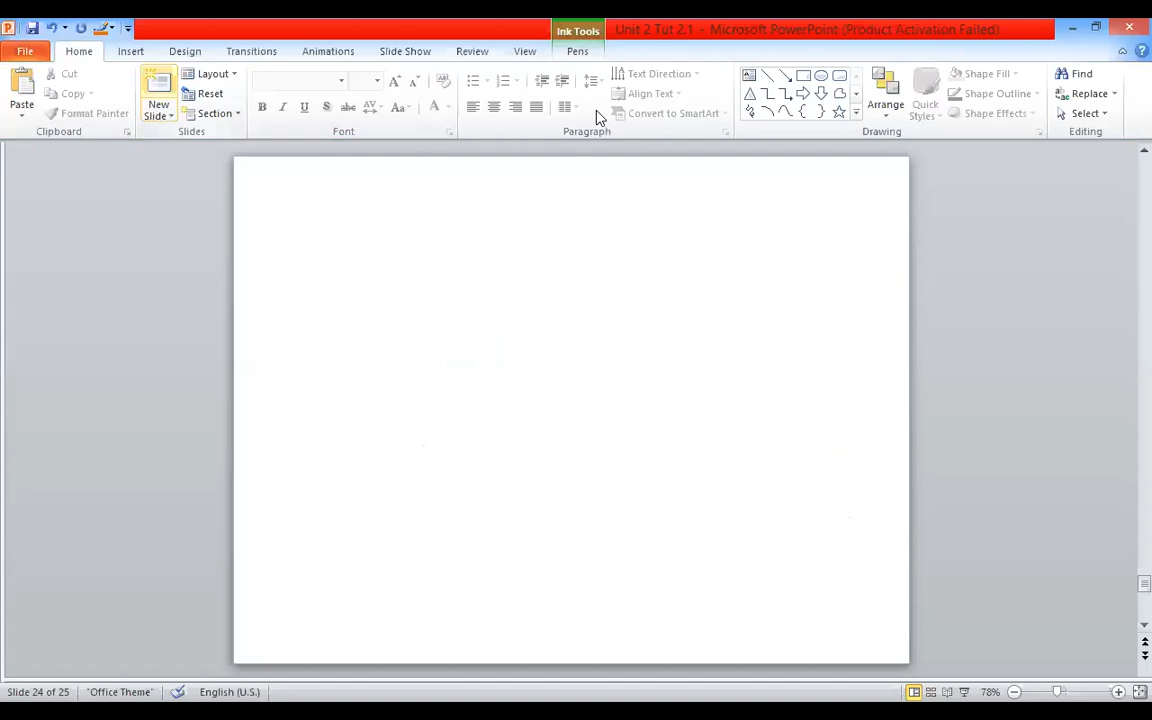 Ink Tools
Unit 2 Tut 2.1 - Microsoft PowerPoint (Product Activation Failed)
File Home Insert Design Transitions Animations Slide Show Review View Pens
Paste
Cut
Copy
Format Painter
Clipboard
New Slide
Layout
Reset
Section
Slides
B I U S abc AV Aa A
Font
Paragraph
Text Direction
Align Text
Convert to SmartArt
Arrange
Quick Styles
Shape Fill
Shape Outline
Shape Effects
Drawing
Find
Replace
Select
Editing
Slide 24 of 25 "Office Theme" English (U.S.) 78%